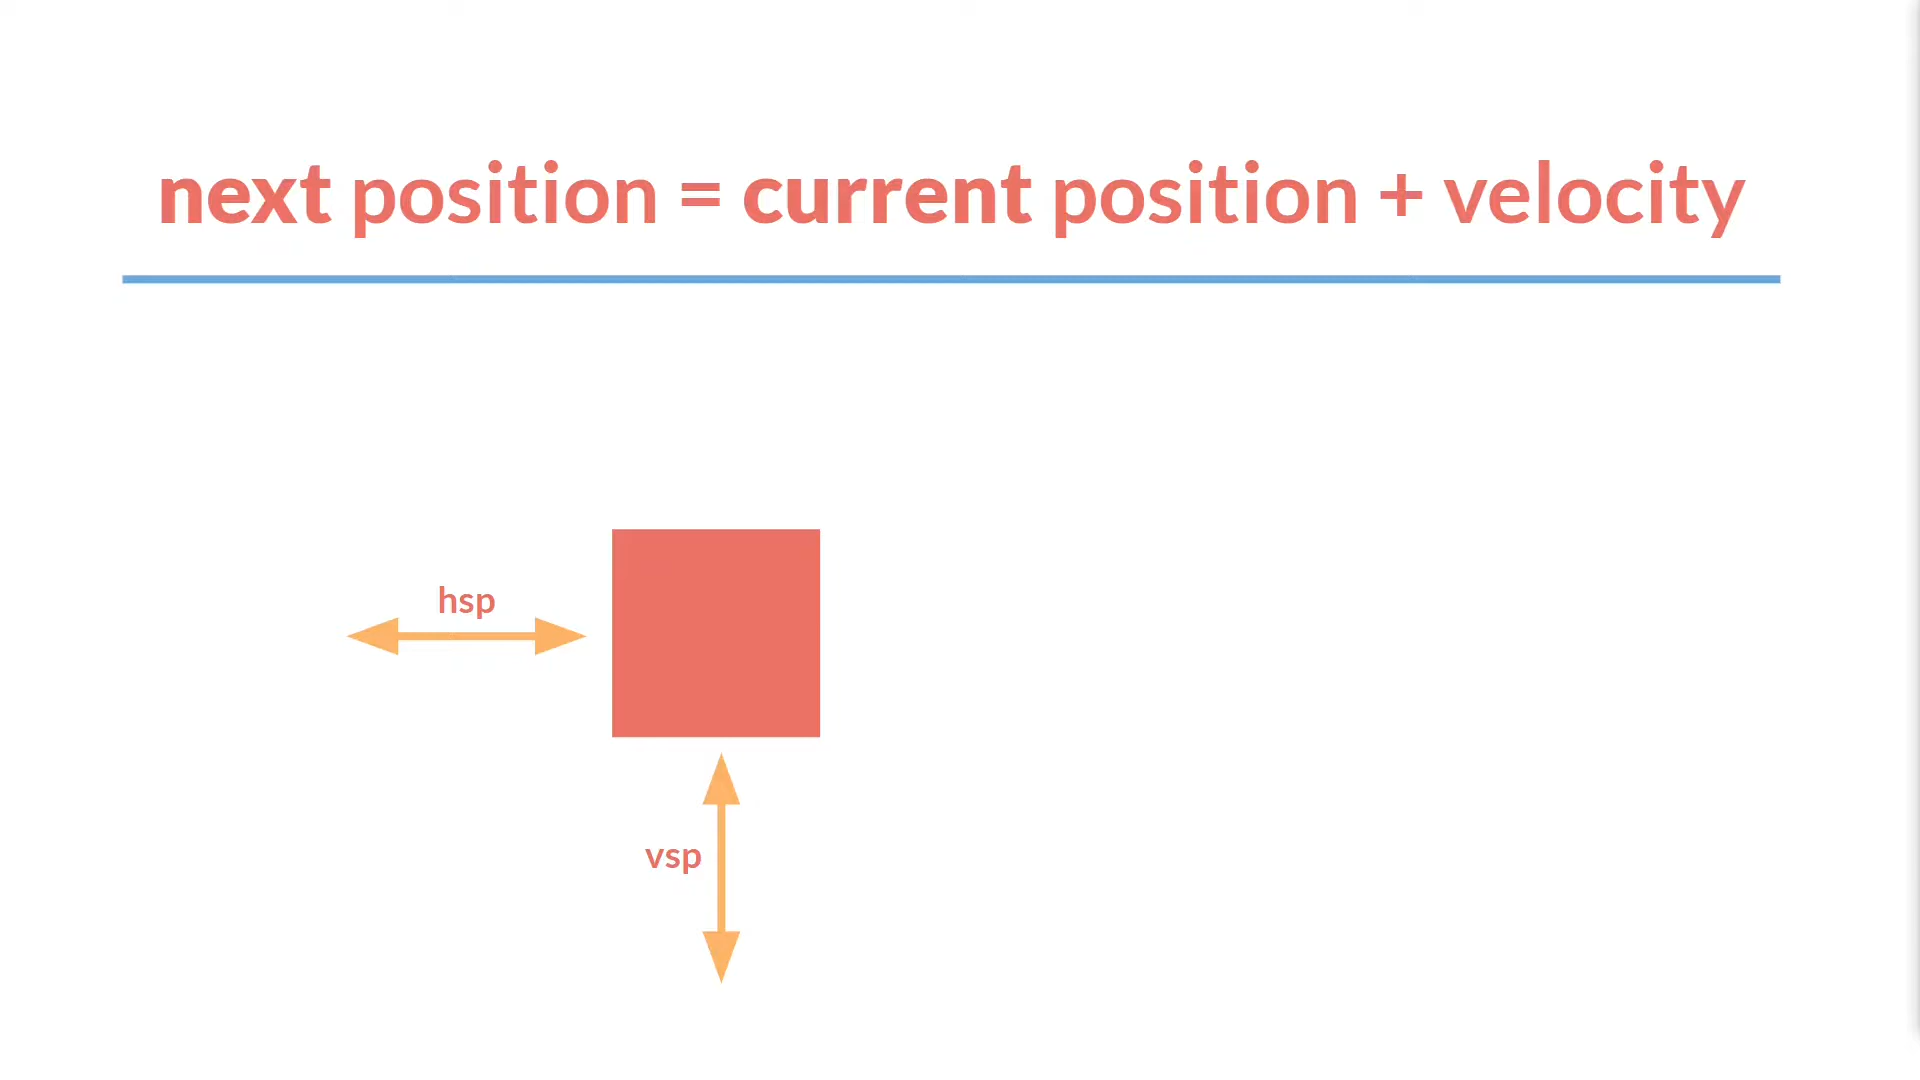 next position = current position + velocity
hsp
vsp